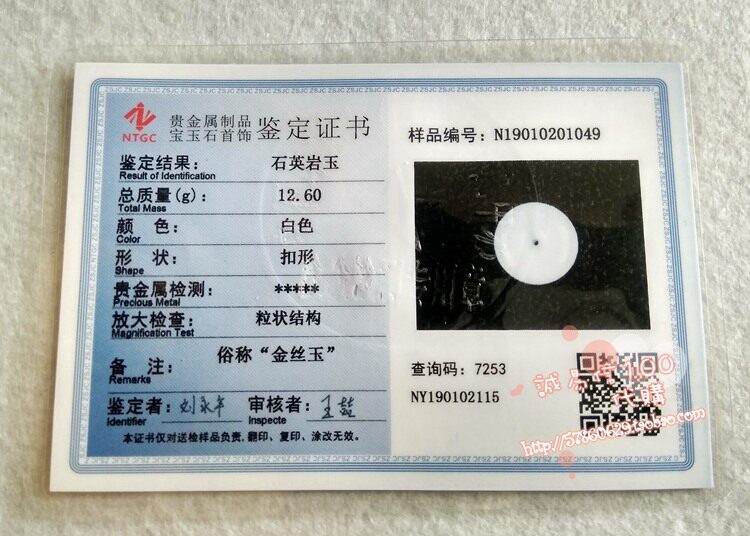 NTGC
贵金属制品
宝玉石首饰
鉴定证书
鉴定结果: 石英岩玉
Result of Identification
总质量(g): 12.60
Total Mass
颜 色: 白色
Color
形 状: 扣形
Shape
贵金属检测: *****
Precious Metal
放大检查: 粒状结构
Magnification Test
备 注: 俗称“金丝玉”
Remarks
鉴定者: 审核者:
Identifier Inspecte
本证书仅对送检样品负责,翻印、复印、涂改无效。
样品编号: N19010201049
查询码: 7253
NY190102115
代購